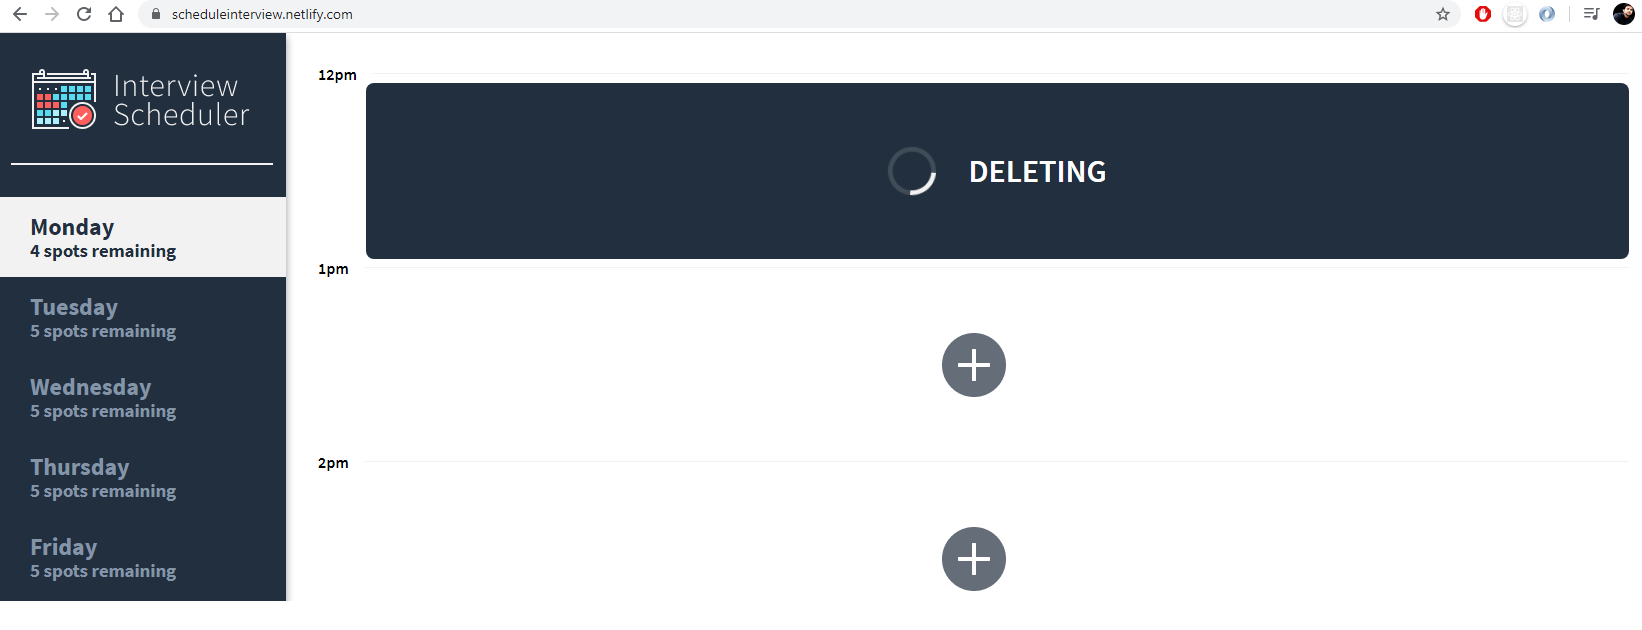 scheduleinterview.netlify.com
Interview
Scheduler
Monday
4 spots remaining
Tuesday
5 spots remaining
Wednesday
5 spots remaining
Thursday
5 spots remaining
Friday
5 spots remaining
12pm
DELETING
1pm
2pm